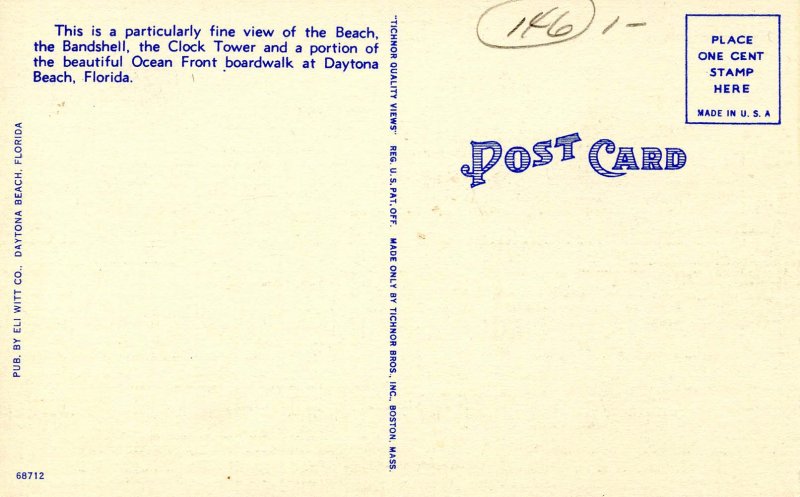 This is a particularly fine view of the Beach,
the Bandshell, the Clock Tower and a portion of
the beautiful Ocean Front boardwalk at Daytona
Beach, Florida.
PUB. BY ELI WITT CO., DAYTONA BEACH, FLORIDA
68712
"TICHNOR QUALITY VIEWS" REG. U. S. PAT. OFF. MADE ONLY BY TICHNOR BROS., INC., BOSTON, MASS.
146 1-
POST CARD
PLACE
ONE CENT
STAMP
HERE
MADE IN U. S. A